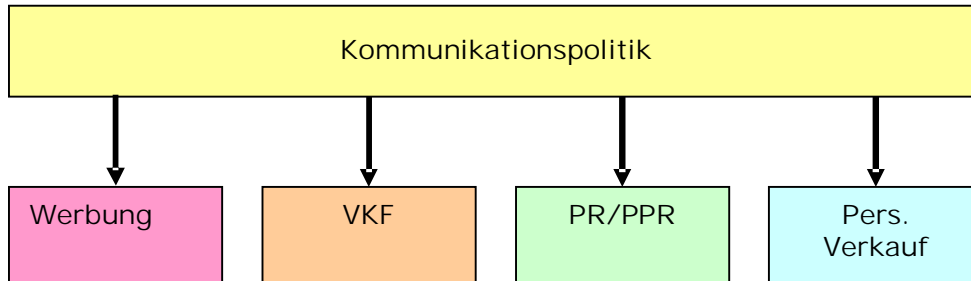 Kommunikationspolitik
Werbung
VKF
PR/PPR
Pers.
Verkauf